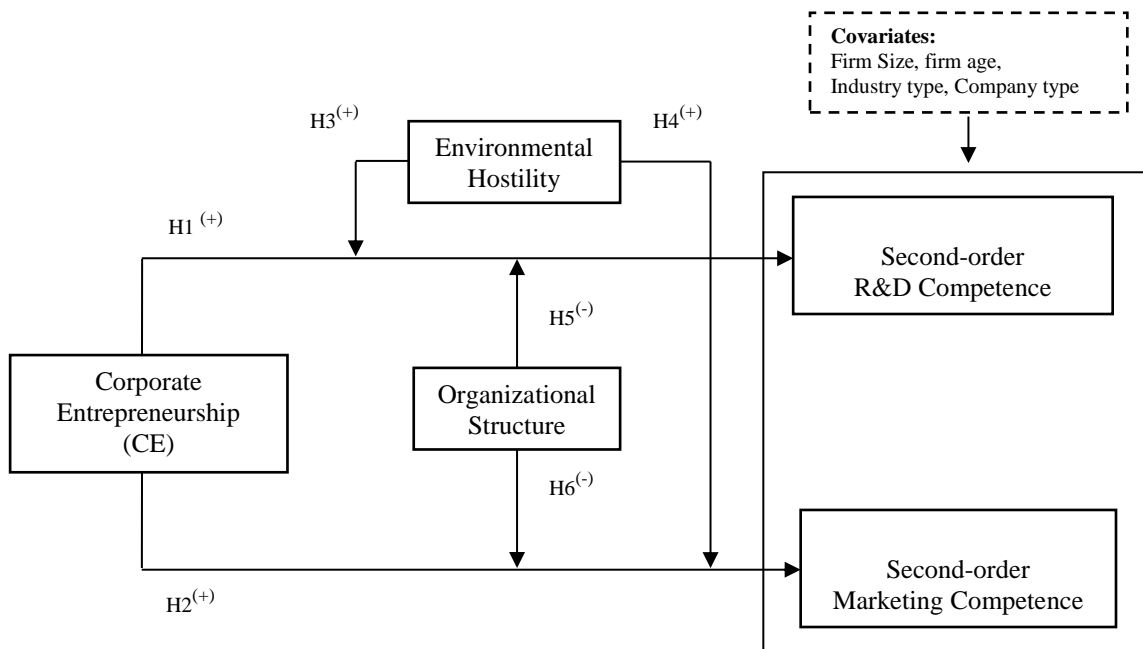 Covariates:
Firm Size, firm age,
Industry type, Company type
H3(+)
H4(+)
Environmental
Hostility
H1 (+)
Second-order
R&D Competence
H5(-)
Corporate
Entrepreneurship
(CE)
Organizational
Structure
H6(-)
Second-order
Marketing Competence
H2(+)